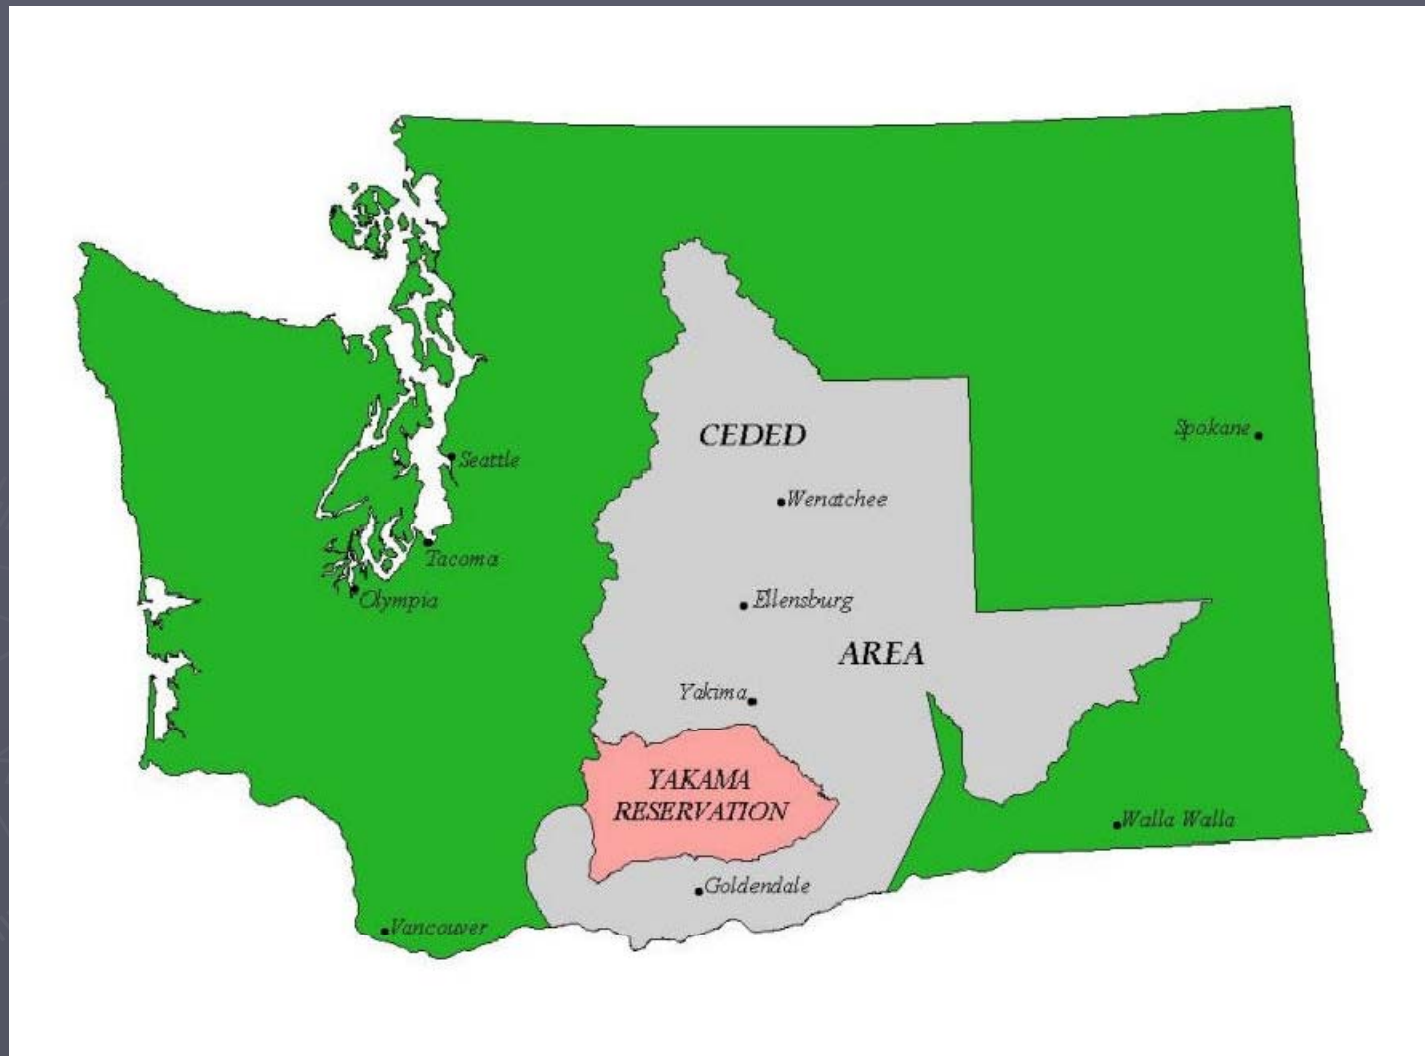 CEDED
Spokane
Seattle
Wenatchee
Tacoma
Olympia
Ellensburg
AREA
Yakima
YAKAMA
RESERVATION
Walla Walla
Goldendale
Vancouver